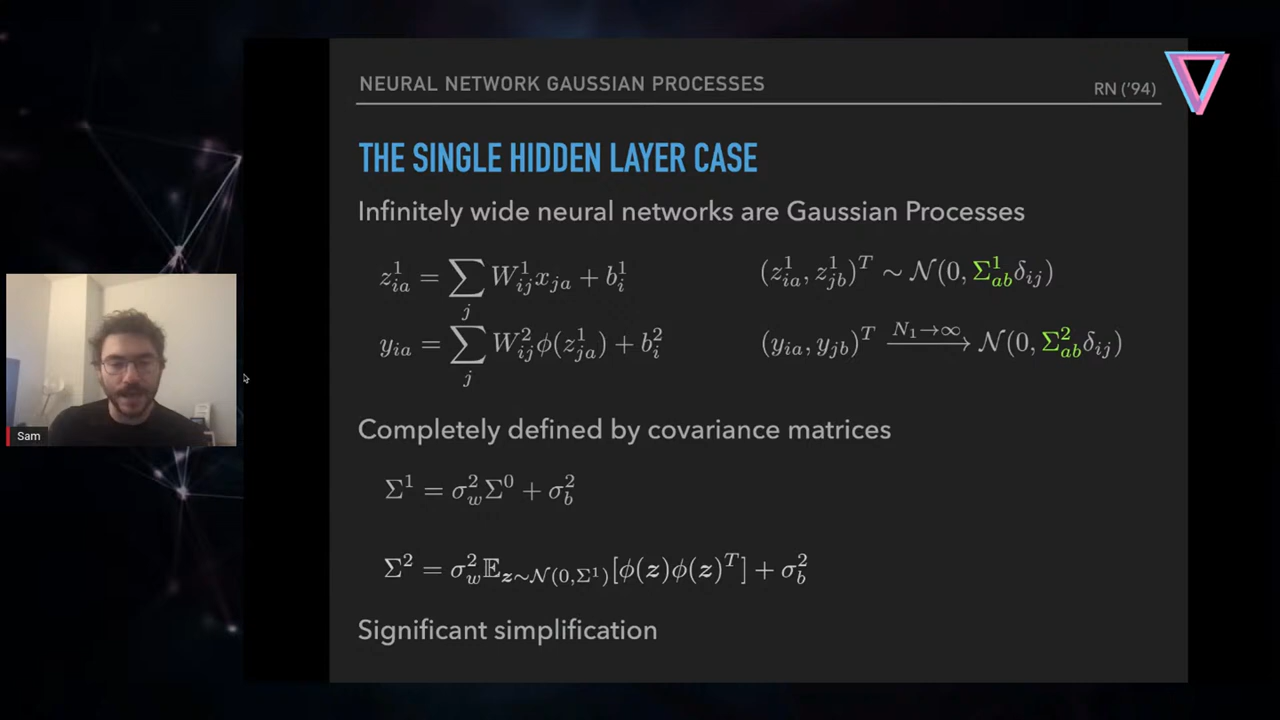 NEURAL NETWORK GAUSSIAN PROCESSES
RN ('94)
THE SINGLE HIDDEN LAYER CASE
Infinitely wide neural networks are Gaussian Processes
$z^1_{ia} = \sum_j W^1_{ij} x_{ja} + b^1_i$
$(z^1_{ia}, z^1_{jb})^T \sim \mathcal{N}(0, \Sigma^1_{ab}\delta_{ij})$
$y_{ia} = \sum_j W^2_{ij} \phi(z^1_{ja}) + b^2_i$
$(y_{ia}, y_{jb})^T \xrightarrow{N_1 \to \infty} \mathcal{N}(0, \Sigma^2_{ab}\delta_{ij})$
Completely defined by covariance matrices
$\Sigma^1 = \sigma^2_w \Sigma^0 + \sigma^2_b$
$\Sigma^2 = \sigma^2_w \mathbb{E}_{\boldsymbol{z} \sim \mathcal{N}(0, \Sigma^1)}[\phi(\boldsymbol{z})\phi(\boldsymbol{z})^T] + \sigma^2_b$
Significant simplification
Sam